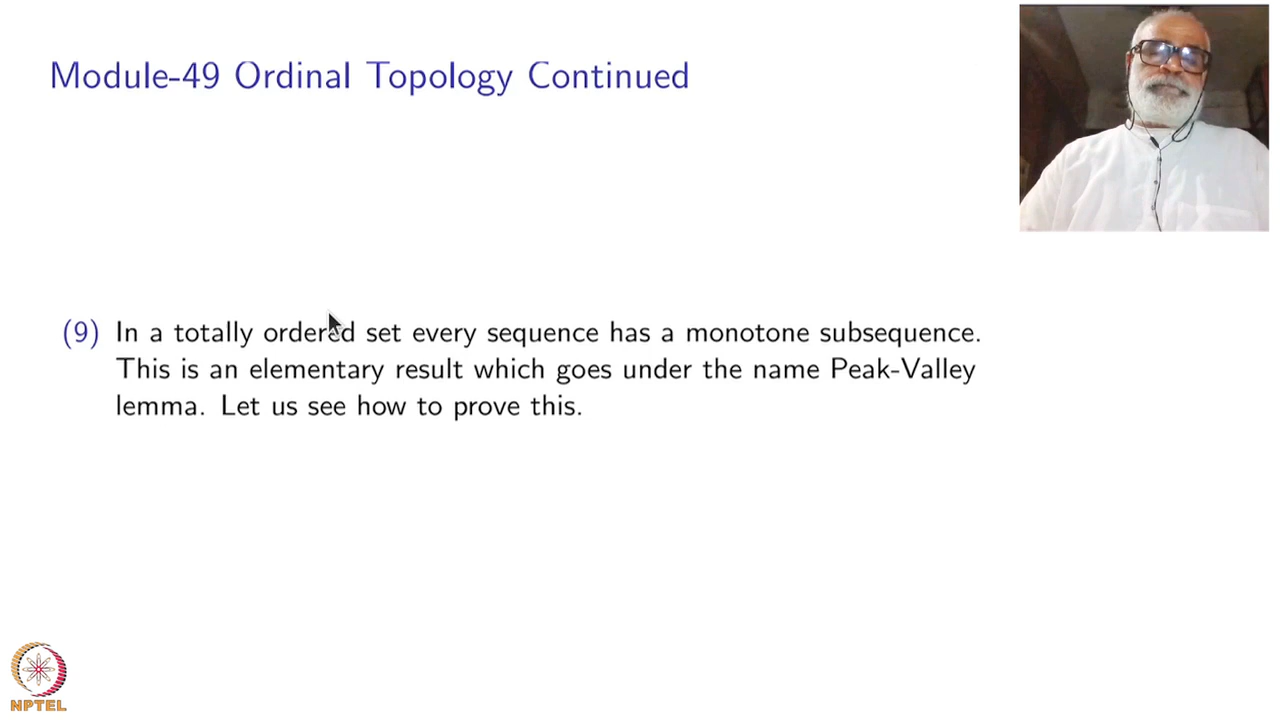 Module-49 Ordinal Topology Continued
(9) In a totally ordered set every sequence has a monotone subsequence.
This is an elementary result which goes under the name Peak-Valley
lemma. Let us see how to prove this.
NPTEL